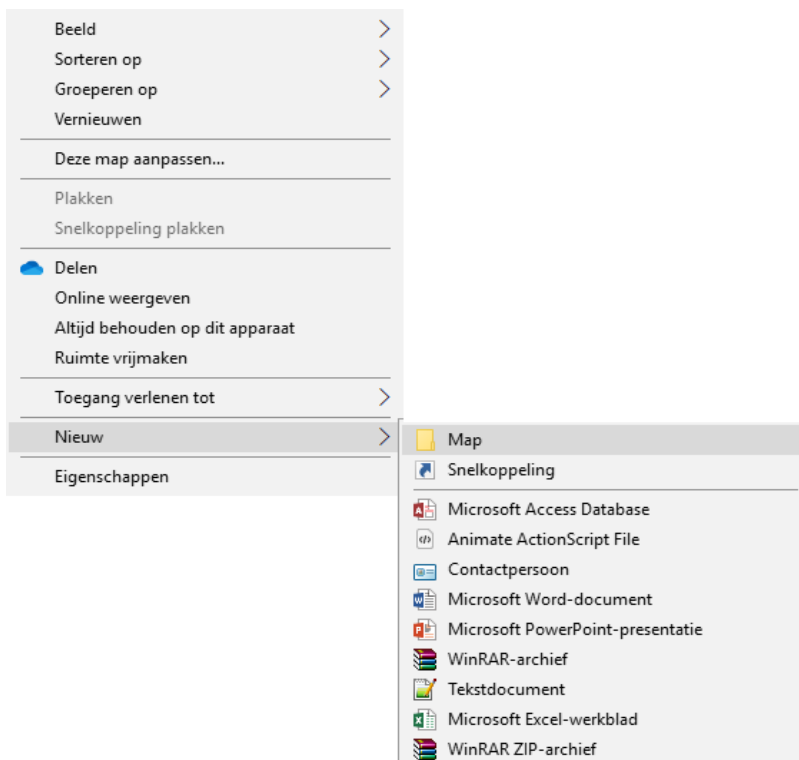 Beeld
Sorteren op
Groeperen op
Vernieuwen
Deze map aanpassen...
Plakken
Snelkoppeling plakken
Delen
Online weergeven
Altijd behouden op dit apparaat
Ruimte vrijmaken
Toegang verlenen tot
Nieuw
Eigenschappen
Map
Snelkoppeling
Microsoft Access Database
Animate ActionScript File
Contactpersoon
Microsoft Word-document
Microsoft PowerPoint-presentatie
WinRAR-archief
Tekstdocument
Microsoft Excel-werkblad
WinRAR ZIP-archief